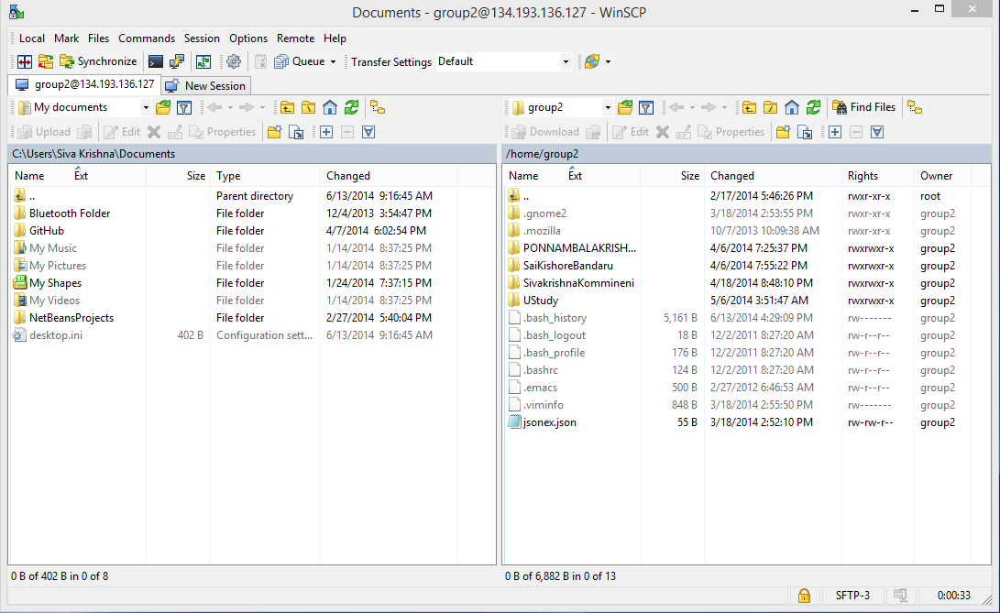 Documents - group2@134.193.136.127 - WinSCP
Local Mark Files Commands Session Options Remote Help
Synchronize Queue Transfer Settings Default
group2@134.193.136.127 New Session
My documents group2 Find Files
Upload Edit Properties Download Edit Properties
C:\Users\Siva Krishna\Documents /home/group2
Name Ext Size Type Changed Name Ext Size Changed Rights Owner
.. Parent directory 6/13/2014 9:16:45 AM .. 2/17/2014 5:46:26 PM rwxr-xr-x root
Bluetooth Folder File folder 12/4/2013 3:54:47 PM .gnome2 3/18/2014 2:53:55 PM rwxr-xr-x group2
GitHub File folder 4/7/2014 6:02:54 PM .mozilla 10/7/2013 10:09:38 AM rwxr-xr-x group2
My Music File folder 1/14/2014 8:37:25 PM PONNAMBALAKRISH... 4/6/2014 7:25:37 PM rwxrwxr-x group2
My Pictures File folder 1/14/2014 8:37:25 PM SaiKishoreBandaru 4/6/2014 7:55:22 PM rwxrwxr-x group2
My Shapes File folder 1/24/2014 7:37:15 PM SivakrishnaKommineni 4/18/2014 8:48:10 PM rwxrwxr-x group2
My Videos File folder 1/14/2014 8:37:25 PM UStudy 5/6/2014 3:51:47 AM rwxrwxr-x group2
NetBeansProjects File folder 2/27/2014 5:40:04 PM .bash_history 5,161 B 6/13/2014 4:29:09 PM rw------- group2
desktop.ini 402 B Configuration sett... 6/13/2014 9:16:45 AM .bash_logout 18 B 12/2/2011 8:27:20 AM rw-r--r-- group2
.bash_profile 176 B 12/2/2011 8:27:20 AM rw-r--r-- group2
.bashrc 124 B 12/2/2011 8:27:20 AM rw-r--r-- group2
.emacs 500 B 2/27/2012 6:46:53 AM rw-r--r-- group2
.viminfo 848 B 3/18/2014 2:55:50 PM rw------- group2
jsonex.json 55 B 3/18/2014 2:52:10 PM rw-rw-r-- group2
0 B of 402 B in 0 of 8 0 B of 6,882 B in 0 of 13
SFTP-3 0:00:33